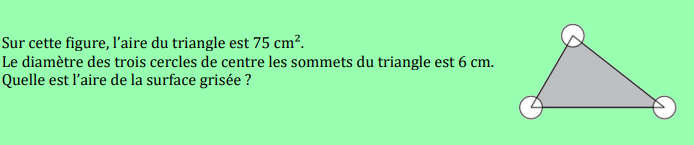 Sur cette figure, l’aire du triangle est 75 cm².
Le diamètre des trois cercles de centre les sommets du triangle est 6 cm.
Quelle est l’aire de la surface grisée ?